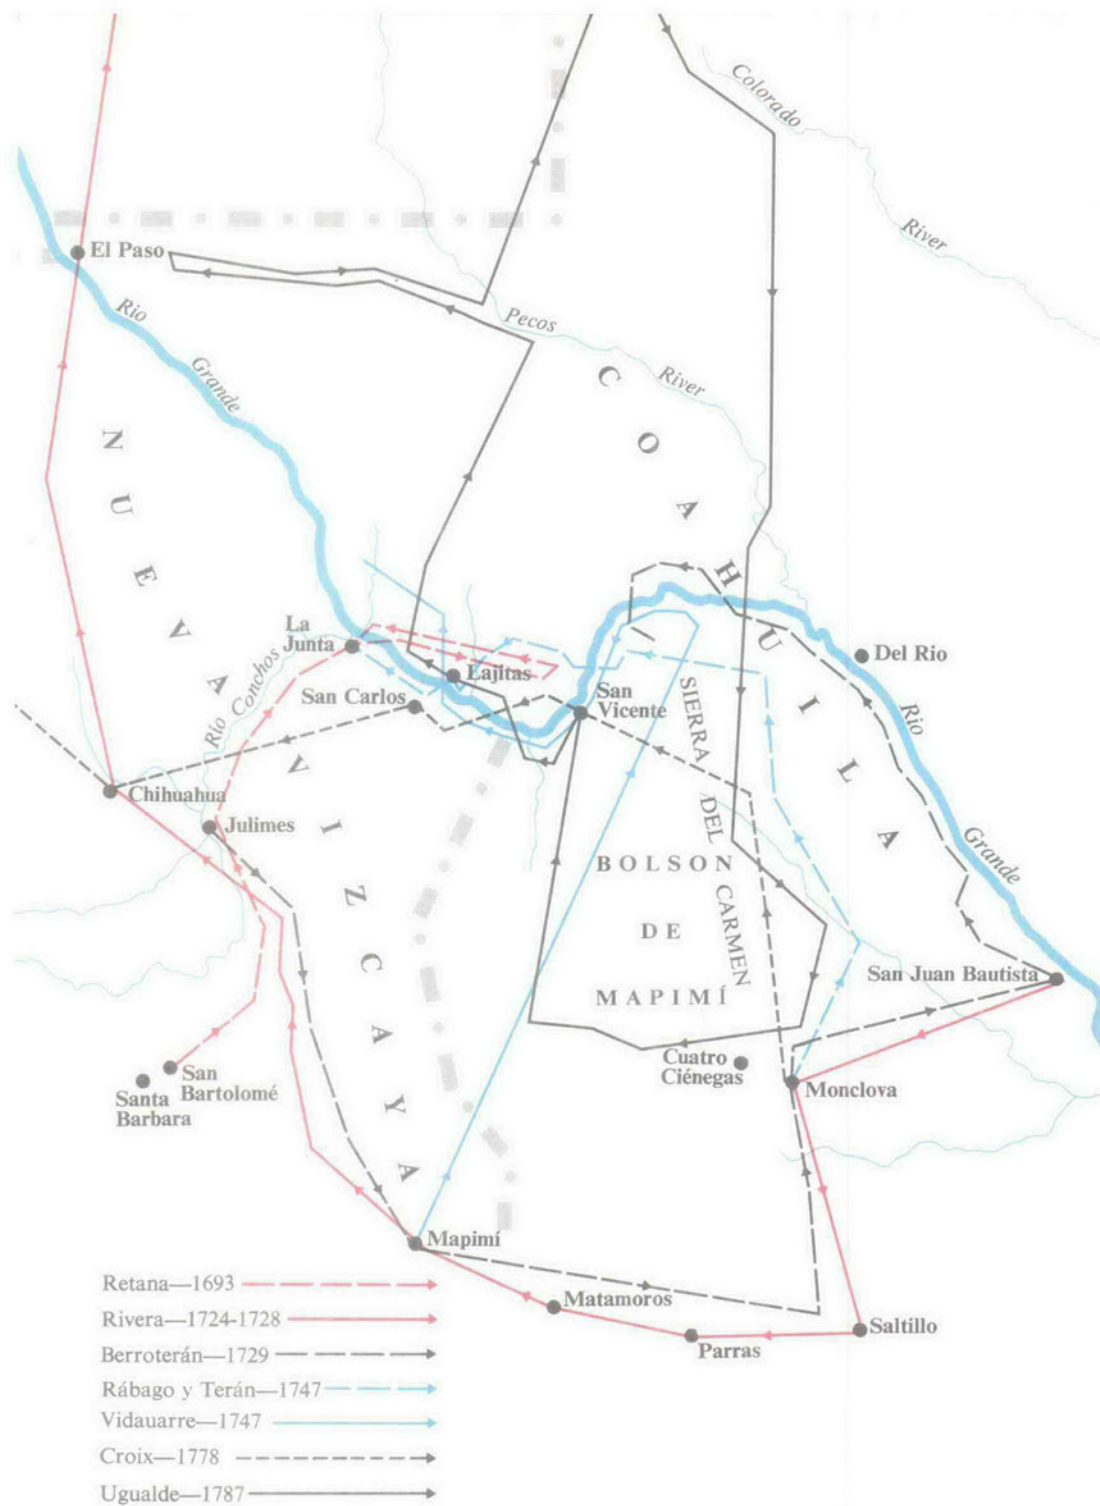 Colorado
River
El Paso
Rio
Grande
Pecos
River
COAHUILA
NUEVA VIZCAYA
La
Junta
Rio Conchos
San Carlos
Lajitas
San
Vicente
Del Rio
Rio
Grande
SIERRA DEL CARMEN
Chihuahua
Julimes
BOLSON
DE
MAPIMÍ
San Juan Bautista
Cuatro
Ciénegas
Monclova
San
Bartolomé
Santa
Barbara
Mapimí
Matamoros
Parras
Saltillo
Retana—1693
Rivera—1724-1728
Berroterán—1729
Rábago y Terán—1747
Vidauarre—1747
Croix—1778
Ugualde—1787